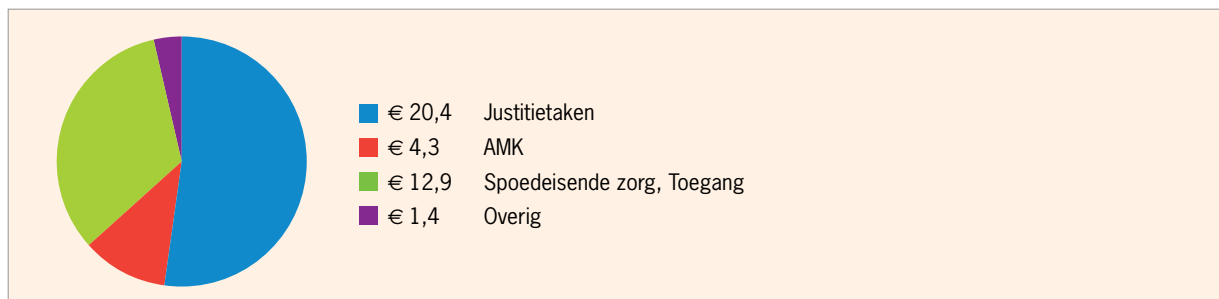 € 20,4 Justitietaken
€ 4,3 AMK
€ 12,9 Spoedeisende zorg, Toegang
€ 1,4 Overig